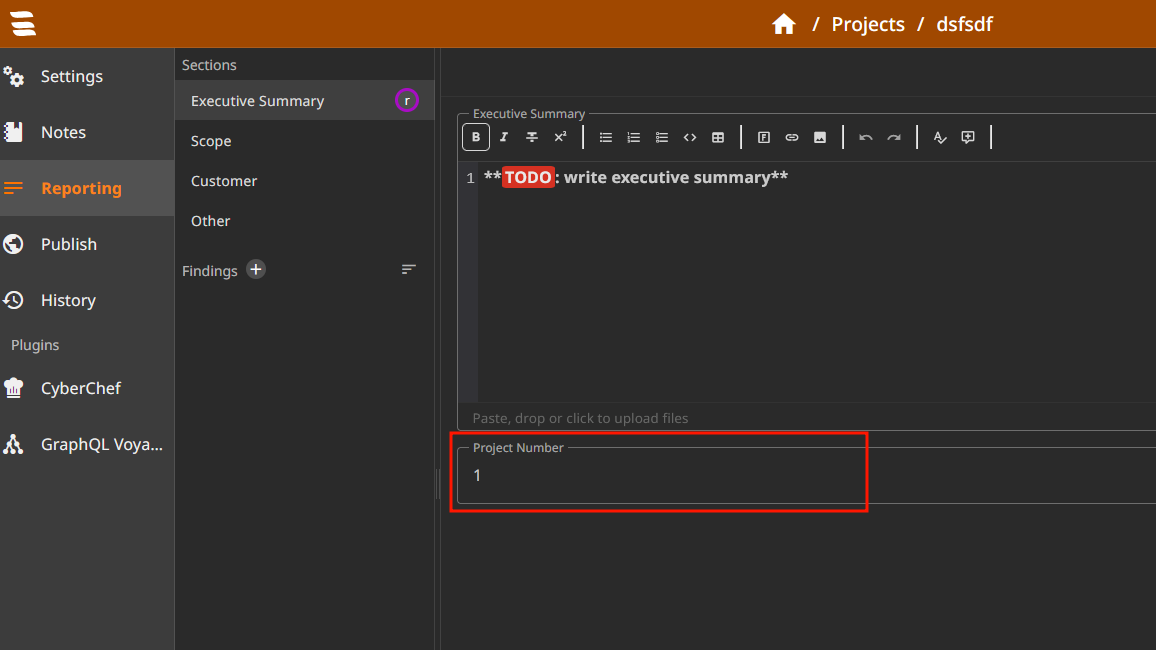 / Projects / dsfsdf
Settings
Notes
Reporting
Publish
History
Plugins
CyberChef
GraphQL Voya...
Sections
Executive Summary r
Scope
Customer
Other
Findings +
Executive Summary
B I T X²
1 **TODO: write executive summary**
Paste, drop or click to upload files
Project Number
1